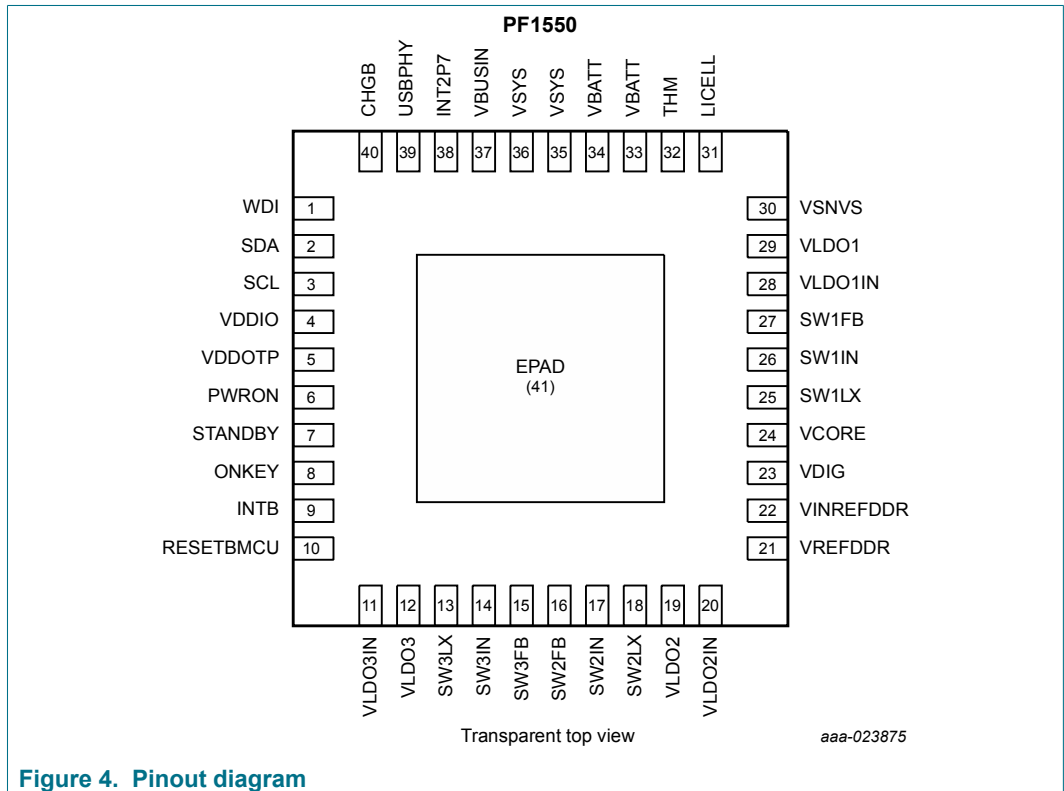 PF1550
CHGB
USBPHY
INT2P7
VBUSIN
VSYS
VSYS
VBATT
VBATT
THM
LICELL
40 39 38 37 36 35 34 33 32 31
WDI 1
SDA 2
SCL 3
VDDIO 4
VDDOTP 5
PWRON 6
STANDBY 7
ONKEY 8
INTB 9
RESETBMCU 10
EPAD
(41)
30 VSNVS
29 VLDO1
28 VLDO1IN
27 SW1FB
26 SW1IN
25 SW1LX
24 VCORE
23 VDIG
22 VINREFDDR
21 VREFDDR
11 12 13 14 15 16 17 18 19 20
VLDO3IN
VLDO3
SW3LX
SW3IN
SW3FB
SW2FB
SW2IN
SW2LX
VLDO2
VLDO2IN
Transparent top view
aaa-023875
Figure 4. Pinout diagram